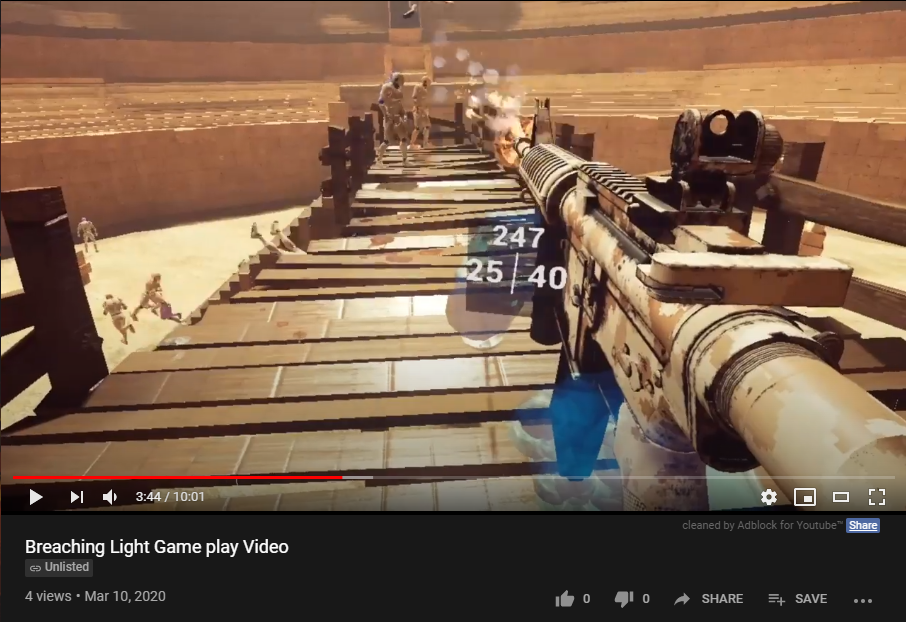 247
25 | 40
3:44 / 10:01
cleaned by Adblock for Youtube™ Share
Breaching Light Game play Video
Unlisted
4 views • Mar 10, 2020
0 0 SHARE SAVE